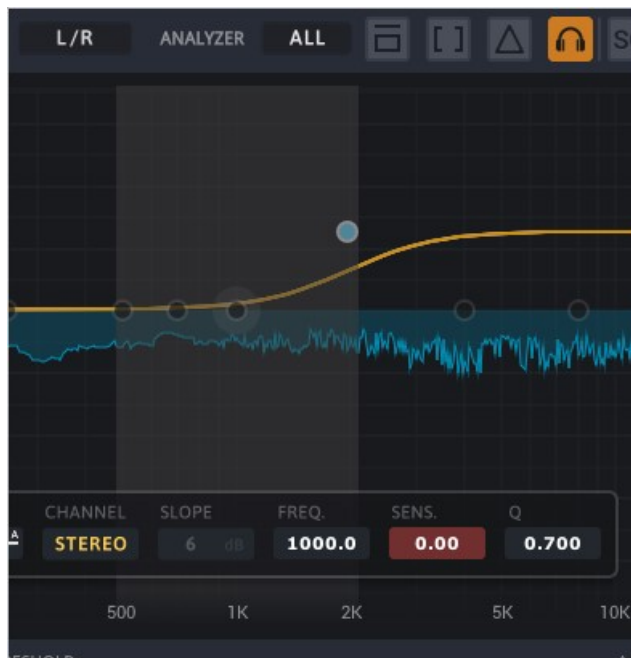 L/R ANALYZER ALL S
CHANNEL SLOPE FREQ. SENS. Q
A STEREO 6 dB 1000.0 0.00 0.700
500 1K 2K 5K 10K